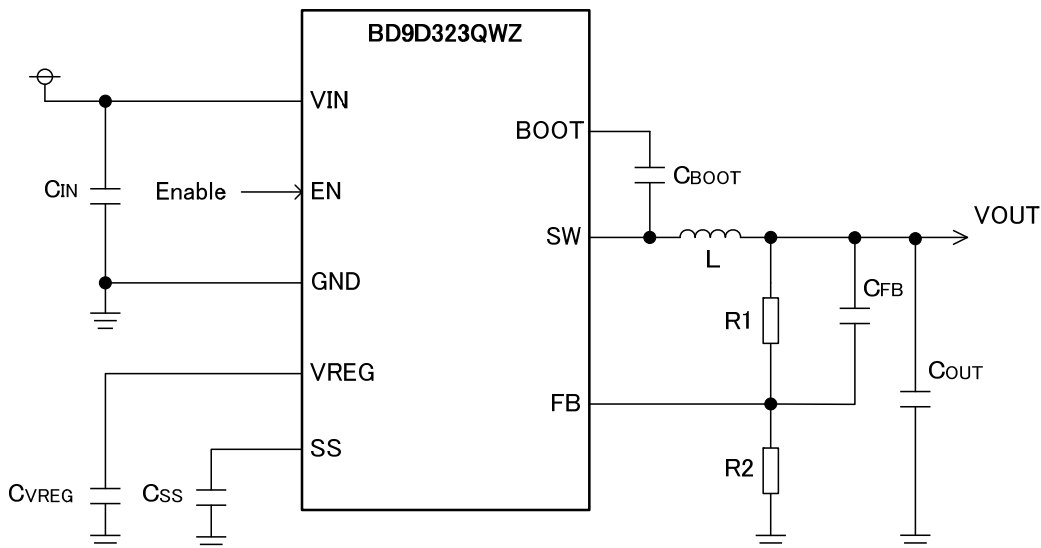 BD9D323QWZ
VIN
BOOT
CIN
Enable
EN
CBOOT
SW
VOUT
L
GND
CFB
R1
VREG
COUT
FB
SS
R2
CVREG
CSS